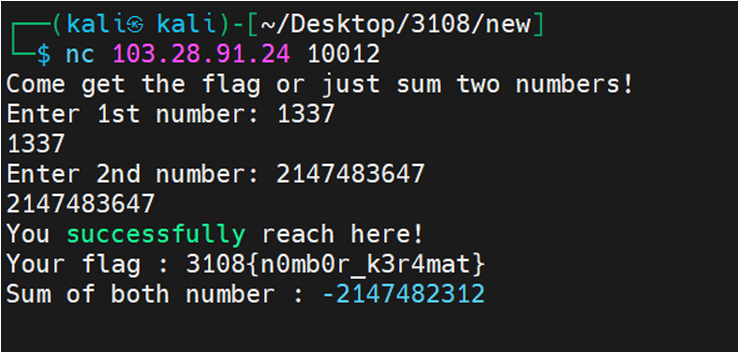 ┌──(kali㉿ kali)-[~/Desktop/3108/new]
└─$ nc 103.28.91.24 10012
Come get the flag or just sum two numbers!
Enter 1st number: 1337
1337
Enter 2nd number: 2147483647
2147483647
You successfully reach here!
Your flag : 3108{n0mb0r_k3r4mat}
Sum of both number : -2147482312